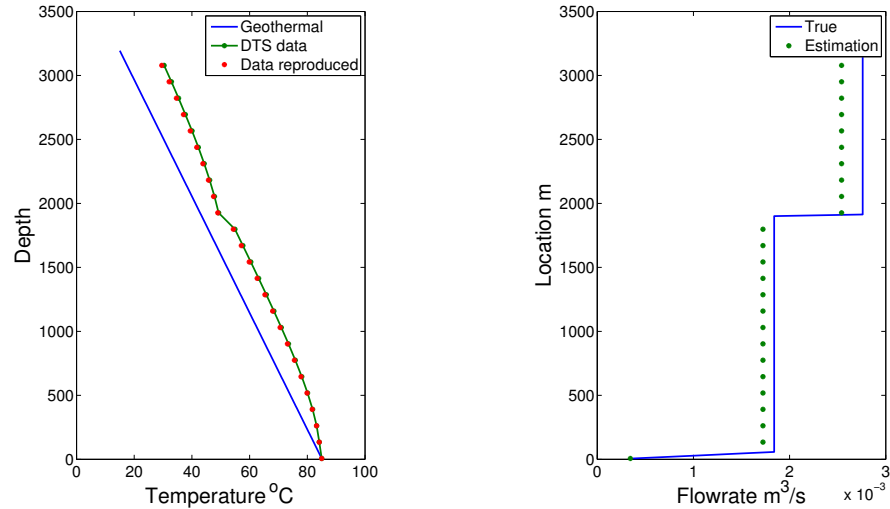 3500
3000
2500
2000
1500
1000
500
0
Depth
0 20 40 60 80 100
Temperature °C
Geothermal
DTS data
Data reproduced
3500
3000
2500
2000
1500
1000
500
0
Location m
0 1 2 3
x 10⁻³
Flowrate m³/s
True
Estimation